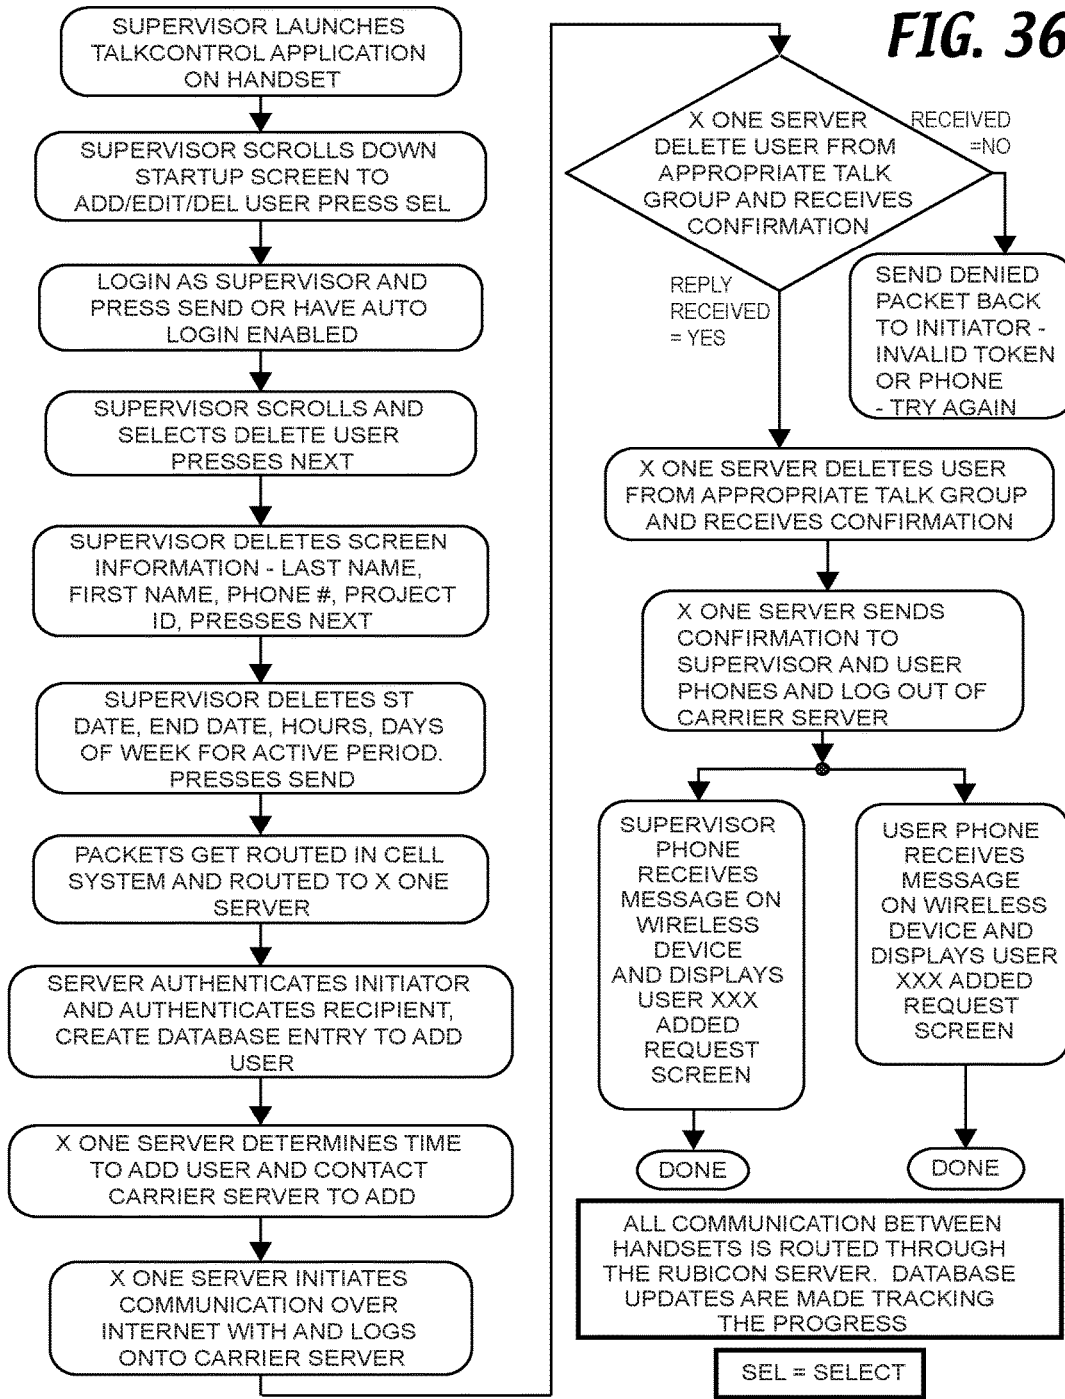 FIG. 36
SUPERVISOR LAUNCHES
TALKCONTROL APPLICATION
ON HANDSET
SUPERVISOR SCROLLS DOWN
STARTUP SCREEN TO
ADD/EDIT/DEL USER PRESS SEL
LOGIN AS SUPERVISOR AND
PRESS SEND OR HAVE AUTO
LOGIN ENABLED
SUPERVISOR SCROLLS AND
SELECTS DELETE USER
PRESSES NEXT
SUPERVISOR DELETES SCREEN
INFORMATION - LAST NAME,
FIRST NAME, PHONE #, PROJECT
ID, PRESSES NEXT
SUPERVISOR DELETES ST
DATE, END DATE, HOURS, DAYS
OF WEEK FOR ACTIVE PERIOD.
PRESSES SEND
PACKETS GET ROUTED IN CELL
SYSTEM AND ROUTED TO X ONE
SERVER
SERVER AUTHENTICATES INITIATOR
AND AUTHENTICATES RECIPIENT,
CREATE DATABASE ENTRY TO ADD
USER
X ONE SERVER DETERMINES TIME
TO ADD USER AND CONTACT
CARRIER SERVER TO ADD
X ONE SERVER INITIATES
COMMUNICATION OVER
INTERNET WITH AND LOGS
ONTO CARRIER SERVER
X ONE SERVER
DELETE USER FROM
APPROPRIATE TALK
GROUP AND RECEIVES
CONFIRMATION
RECEIVED
=NO
SEND DENIED
PACKET BACK
TO INITIATOR -
INVALID TOKEN
OR PHONE
- TRY AGAIN
REPLY
RECEIVED
= YES
X ONE SERVER DELETES USER
FROM APPROPRIATE TALK GROUP
AND RECEIVES CONFIRMATION
X ONE SERVER SENDS
CONFIRMATION TO
SUPERVISOR AND USER
PHONES AND LOG OUT OF
CARRIER SERVER
SUPERVISOR
PHONE
RECEIVES
MESSAGE ON
WIRELESS
DEVICE
AND DISPLAYS
USER XXX
ADDED
REQUEST
SCREEN
DONE
USER PHONE
RECEIVES
MESSAGE
ON WIRELESS
DEVICE AND
DISPLAYS USER
XXX ADDED
REQUEST
SCREEN
DONE
ALL COMMUNICATION BETWEEN
HANDSETS IS ROUTED THROUGH
THE RUBICON SERVER. DATABASE
UPDATES ARE MADE TRACKING
THE PROGRESS
SEL = SELECT